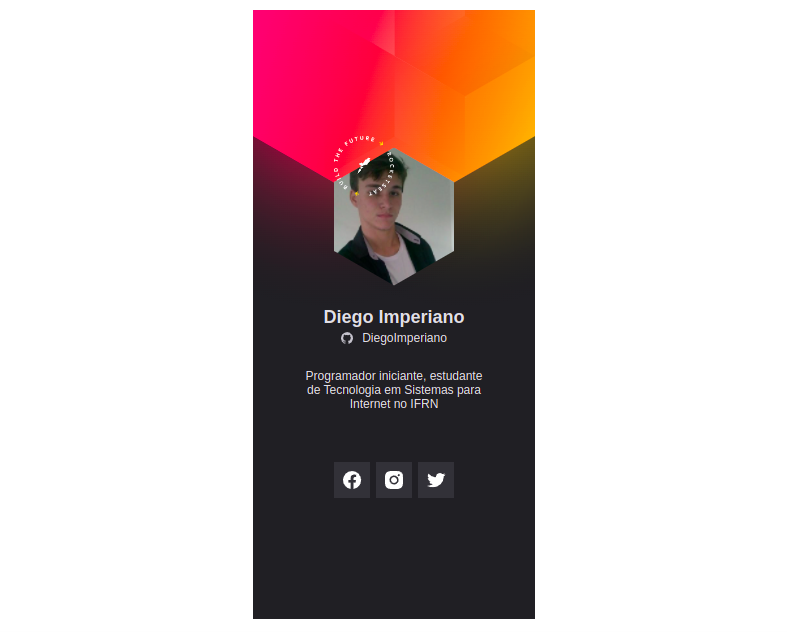 BUILD THE FUTURE
ROCKETSEAT
Diego Imperiano
DiegoImperiano
Programador iniciante, estudante
de Tecnologia em Sistemas para
Internet no IFRN